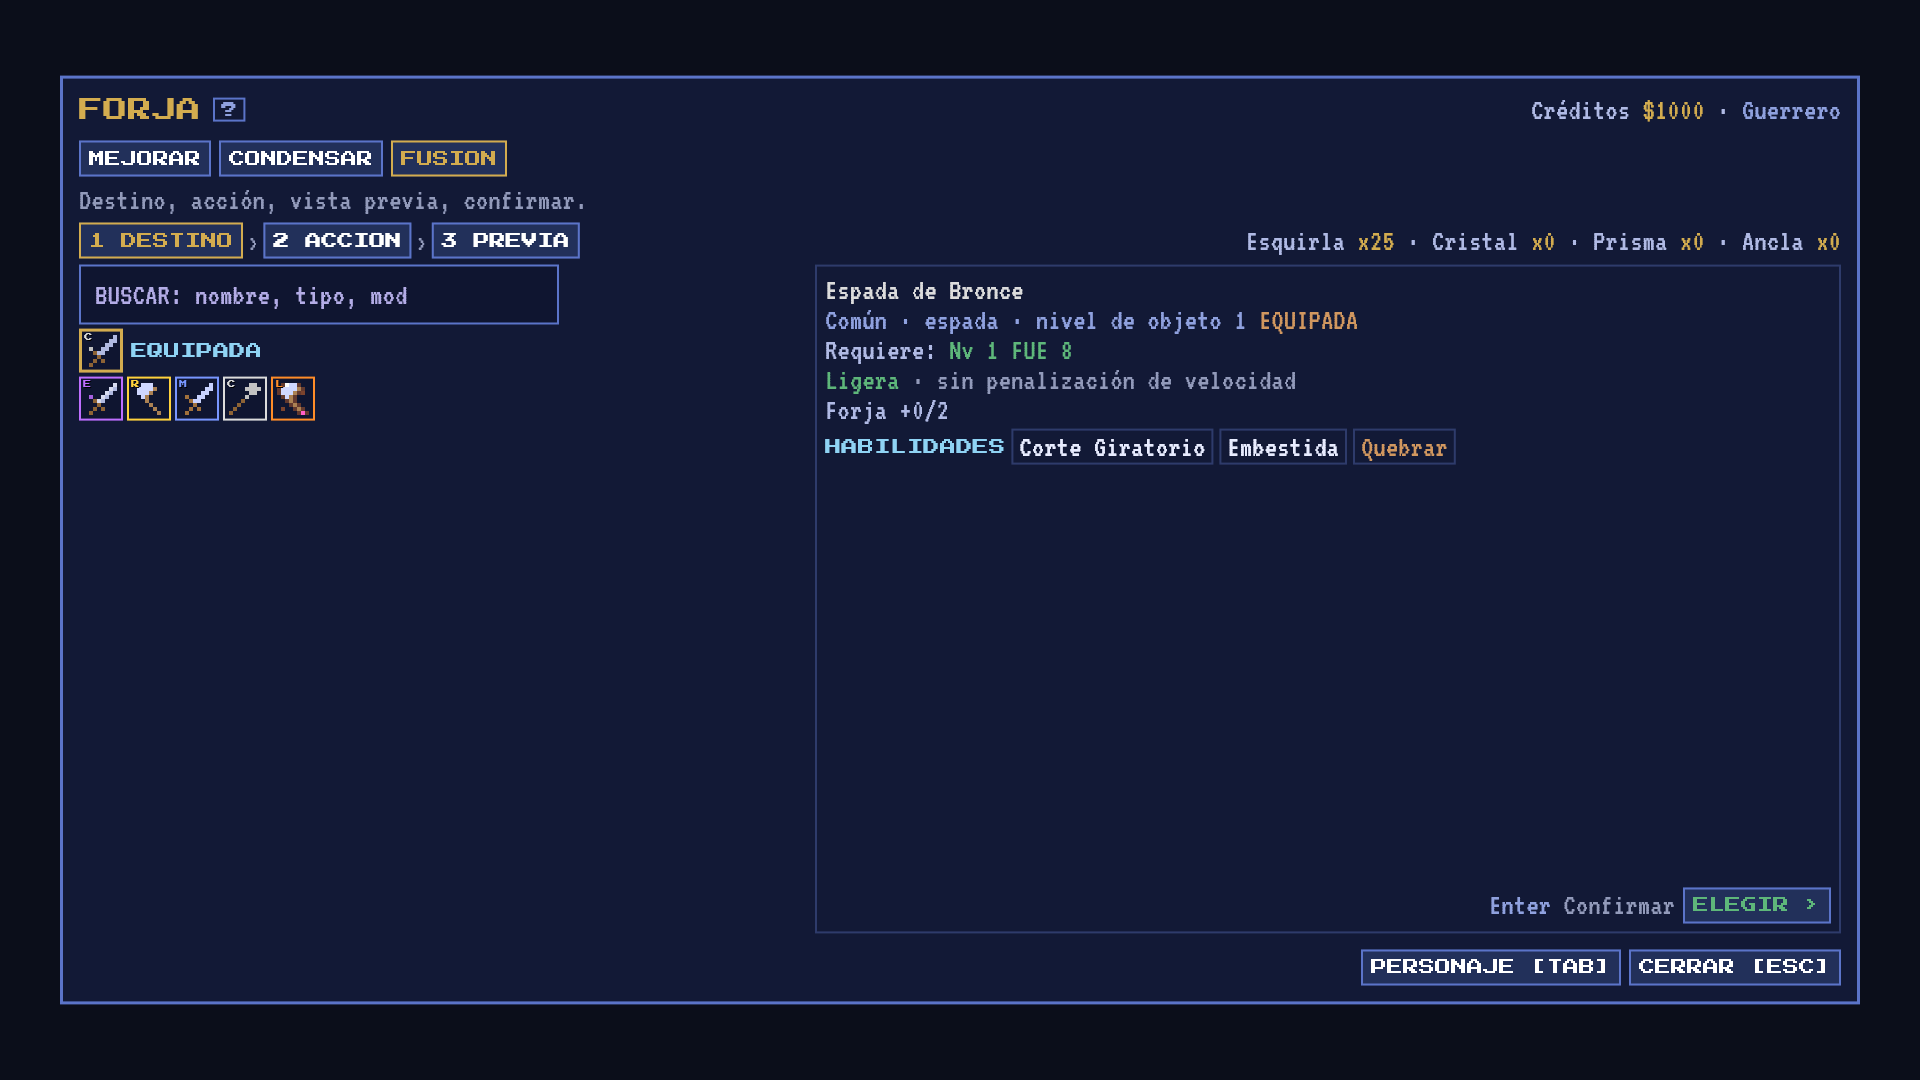 FORJA ?
Créditos $1000 · Guerrero
MEJORAR CONDENSAR FUSION
Destino, acción, vista previa, confirmar.
1 DESTINO › 2 ACCION › 3 PREVIA
Esquirla x25 · Cristal x0 · Prisma x0 · Ancla x0
BUSCAR: nombre, tipo, mod
C EQUIPADA
E R M C L
Espada de Bronce
Común · espada · nivel de objeto 1 EQUIPADA
Requiere: Nv 1 FUE 8
Ligera · sin penalización de velocidad
Forja +0/2
HABILIDADES Corte Giratorio Embestida Quebrar
Enter Confirmar ELEGIR >
PERSONAJE [TAB] CERRAR [ESC]